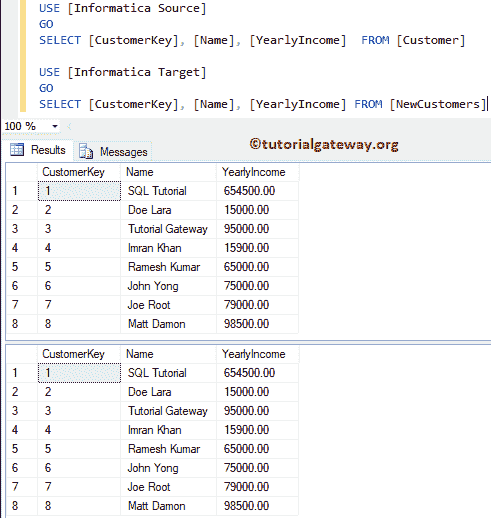 USE [Informatica Source]
GO
SELECT [CustomerKey], [Name], [YearlyIncome]  FROM [Customer]
USE [Informatica Target]
GO
SELECT [CustomerKey], [Name], [YearlyIncome] FROM [NewCustomers]
100 %
©tutorialgateway.org
Results Messages
CustomerKey Name YearlyIncome
1 1 SQL Tutorial 654500.00
2 2 Doe Lara 15000.00
3 3 Tutorial Gateway 95000.00
4 4 Imran Khan 15900.00
5 5 Ramesh Kumar 65000.00
6 6 John Yong 75000.00
7 7 Joe Root 79000.00
8 8 Matt Damon 98500.00
CustomerKey Name YearlyIncome
1 1 SQL Tutorial 654500.00
2 2 Doe Lara 15000.00
3 3 Tutorial Gateway 95000.00
4 4 Imran Khan 15900.00
5 5 Ramesh Kumar 65000.00
6 6 John Yong 75000.00
7 7 Joe Root 79000.00
8 8 Matt Damon 98500.00